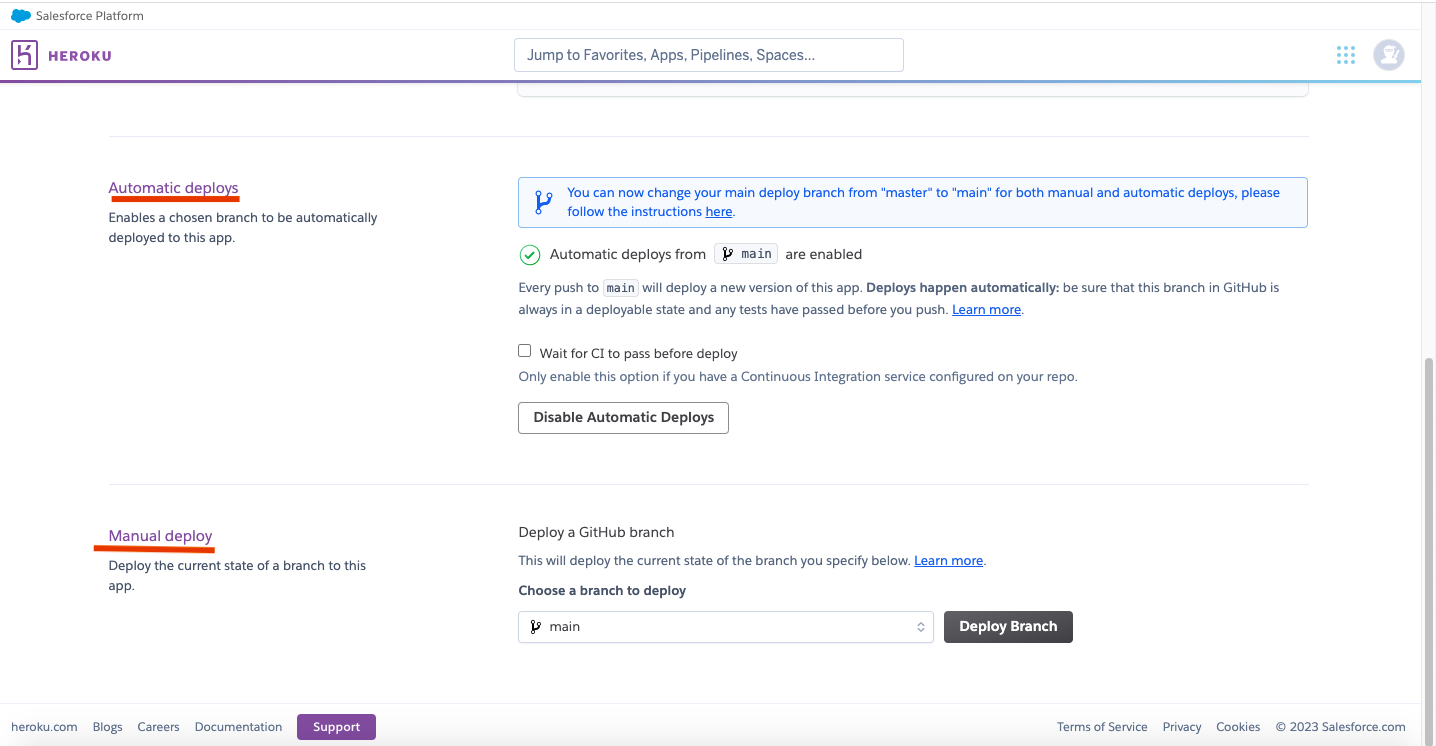 Salesforce Platform
HEROKU
Jump to Favorites, Apps, Pipelines, Spaces...
Automatic deploys
Enables a chosen branch to be automatically
deployed to this app.
You can now change your main deploy branch from "master" to "main" for both manual and automatic deploys, please
follow the instructions here.
Automatic deploys from main are enabled
Every push to main will deploy a new version of this app. Deploys happen automatically: be sure that this branch in GitHub is
always in a deployable state and any tests have passed before you push. Learn more.
Wait for CI to pass before deploy
Only enable this option if you have a Continuous Integration service configured on your repo.
Disable Automatic Deploys
Manual deploy
Deploy the current state of a branch to this
app.
Deploy a GitHub branch
This will deploy the current state of the branch you specify below. Learn more.
Choose a branch to deploy
main
Deploy Branch
heroku.com Blogs Careers Documentation Support Terms of Service Privacy Cookies © 2023 Salesforce.com